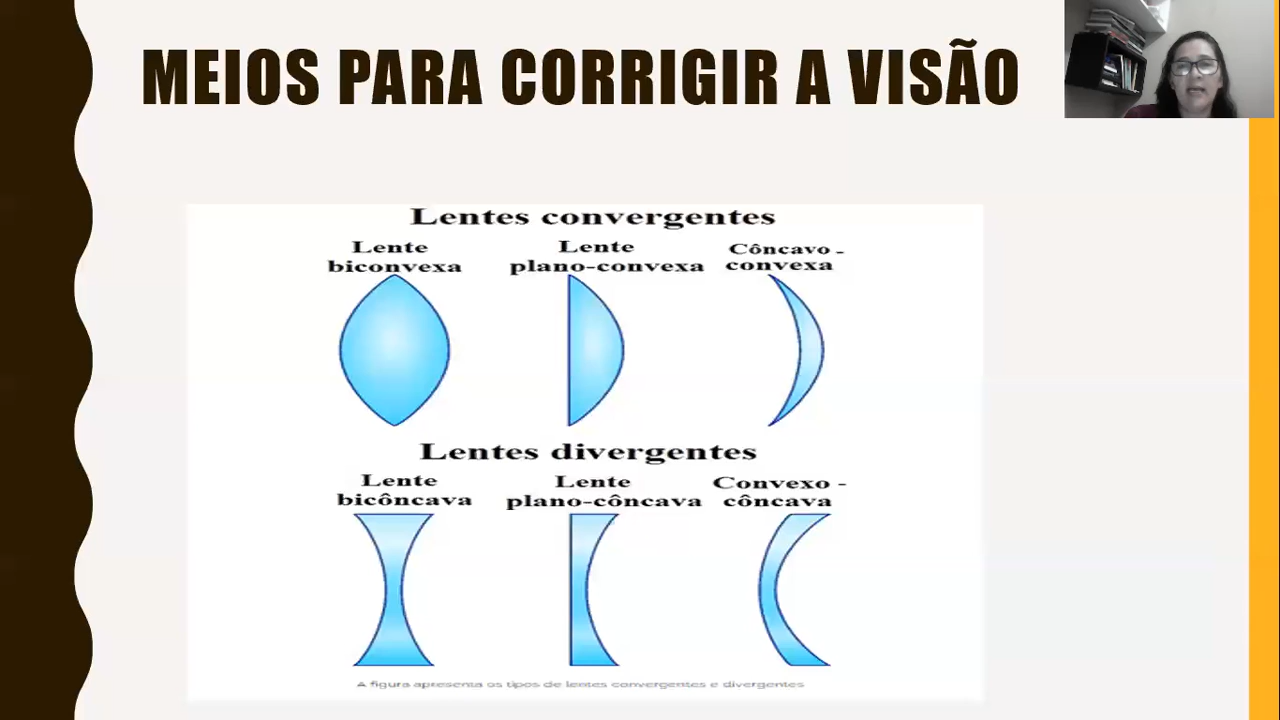 MEIOS PARA CORRIGIR A VISÃO
Lentes convergentes
Lente
biconvexa
Lente
plano-convexa
Côncavo -
convexa
Lentes divergentes
Lente
bicôncava
Lente
plano-côncava
Convexo -
côncava
A figura apresenta os tipos de lentes convergentes e divergentes